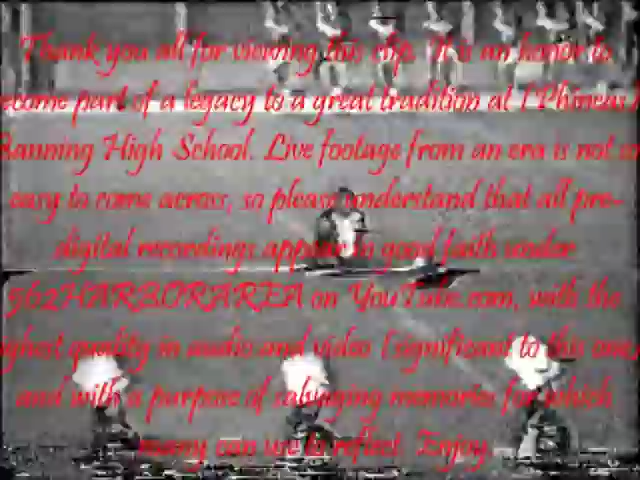 Thank you all for viewing this clip. It is an honor to
ecome part of a legacy to a great tradition at [Phineas]
Banning High School. Live footage from an era is not so
easy to come across, so please understand that all pre-
digital recordings appear in good faith under
562HARBORAREA on YouTube.com, with the
ghest quality in audio and video [significant to this one]
and with a purpose of salvaging memories for which
many can use to reflect. Enjoy.